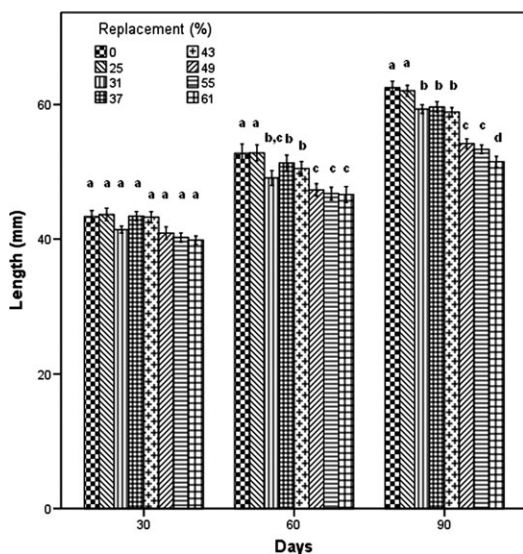 Replacement (%)
0 43
25 49
31 55
37 61
60
40
20
0
Length (mm)
a a a a a a a a
a a b,c b b c c c
a a b b b c c d
30 60 90
Days